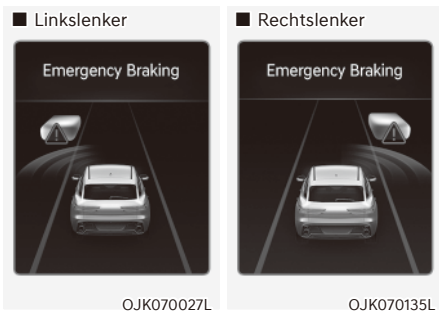 ■ Linkslenker
Emergency Braking
OJK070027L
■ Rechtslenker
Emergency Braking
OJK070135L